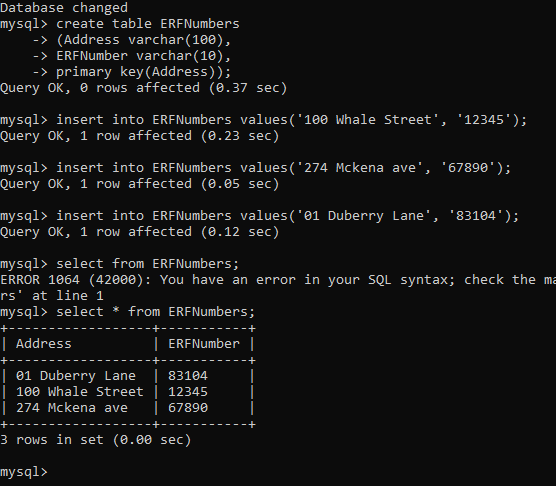 Database changed
mysql> create table ERFNumbers
    -> (Address varchar(100),
    -> ERFNumber varchar(10),
    -> primary key(Address));
Query OK, 0 rows affected (0.37 sec)

mysql> insert into ERFNumbers values('100 Whale Street', '12345');
Query OK, 1 row affected (0.23 sec)

mysql> insert into ERFNumbers values('274 Mckena ave', '67890');
Query OK, 1 row affected (0.05 sec)

mysql> insert into ERFNumbers values('01 Duberry Lane', '83104');
Query OK, 1 row affected (0.12 sec)

mysql> select from ERFNumbers;
ERROR 1064 (42000): You have an error in your SQL syntax; check the ma
rs' at line 1
mysql> select * from ERFNumbers;
+------------------+-----------+
| Address          | ERFNumber |
+------------------+-----------+
| 01 Duberry Lane  | 83104     |
| 100 Whale Street | 12345     |
| 274 Mckena ave   | 67890     |
+------------------+-----------+
3 rows in set (0.00 sec)

mysql>